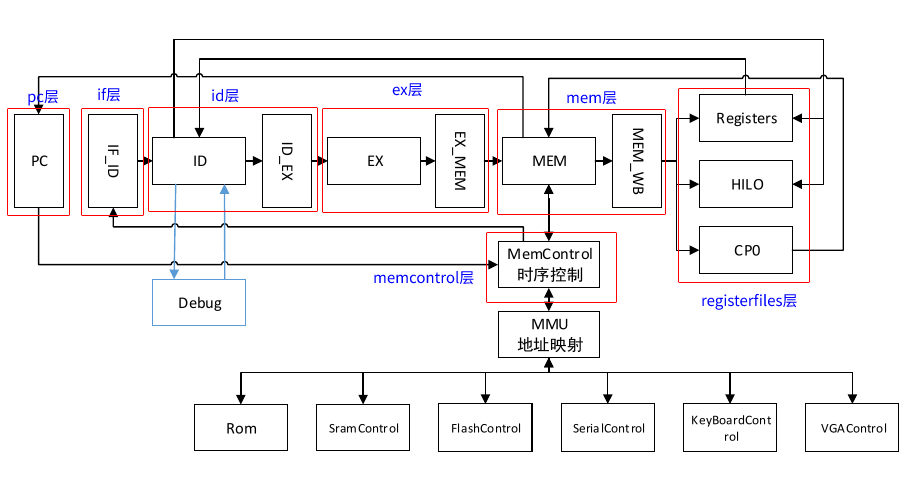 pc层
if层
id层
ex层
mem层
PC
IF_ID
ID
ID_EX
EX
EX_MEM
MEM
MEM_WB
Registers
HILO
CP0
registerfiles层
memcontrol层
MemControl
时序控制
Debug
MMU
地址映射
Rom
SramControl
FlashControl
SerialControl
KeyBoardCont
rol
VGAControl